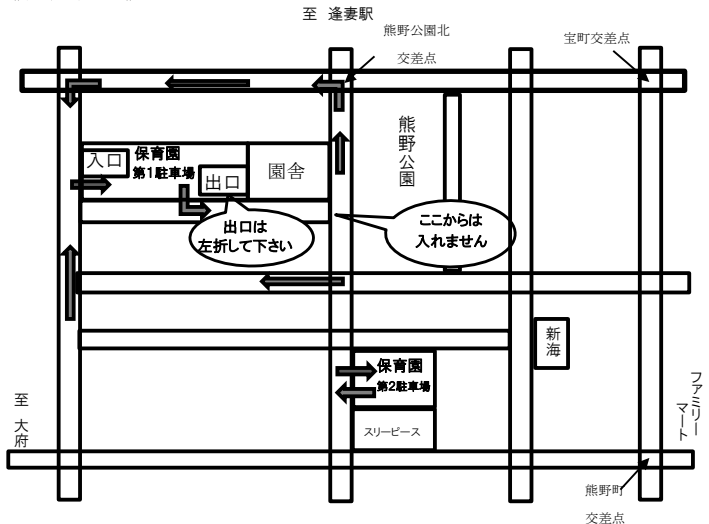 至 逢妻駅
熊野公園北
交差点
宝町交差点
熊野公園
入口
保育園
第1駐車場
出口
園舎
出口は
左折して下さい
ここからは
入れません
新海
保育園
第2駐車場
スリーピース
至 大府
ファミリー
マート
熊野町
交差点